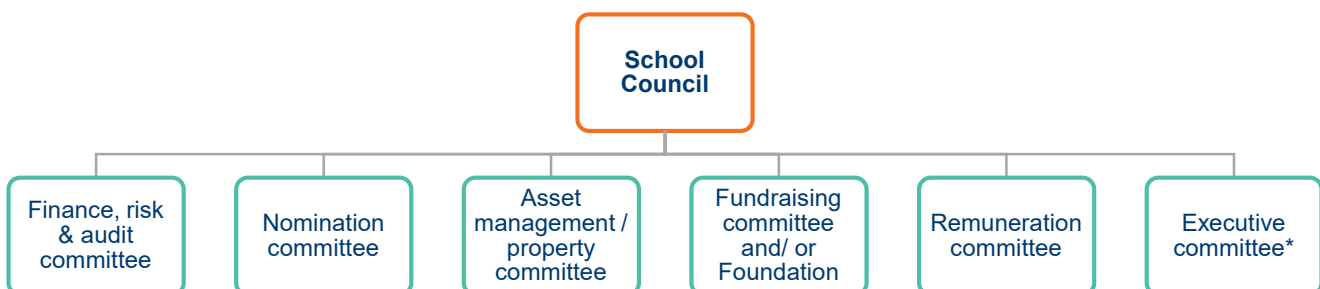 School
Council
Finance, risk
& audit
committee
Nomination
committee
Asset
management /
property
committee
Fundraising
committee
and/ or
Foundation
Remuneration
committee
Executive
committee*